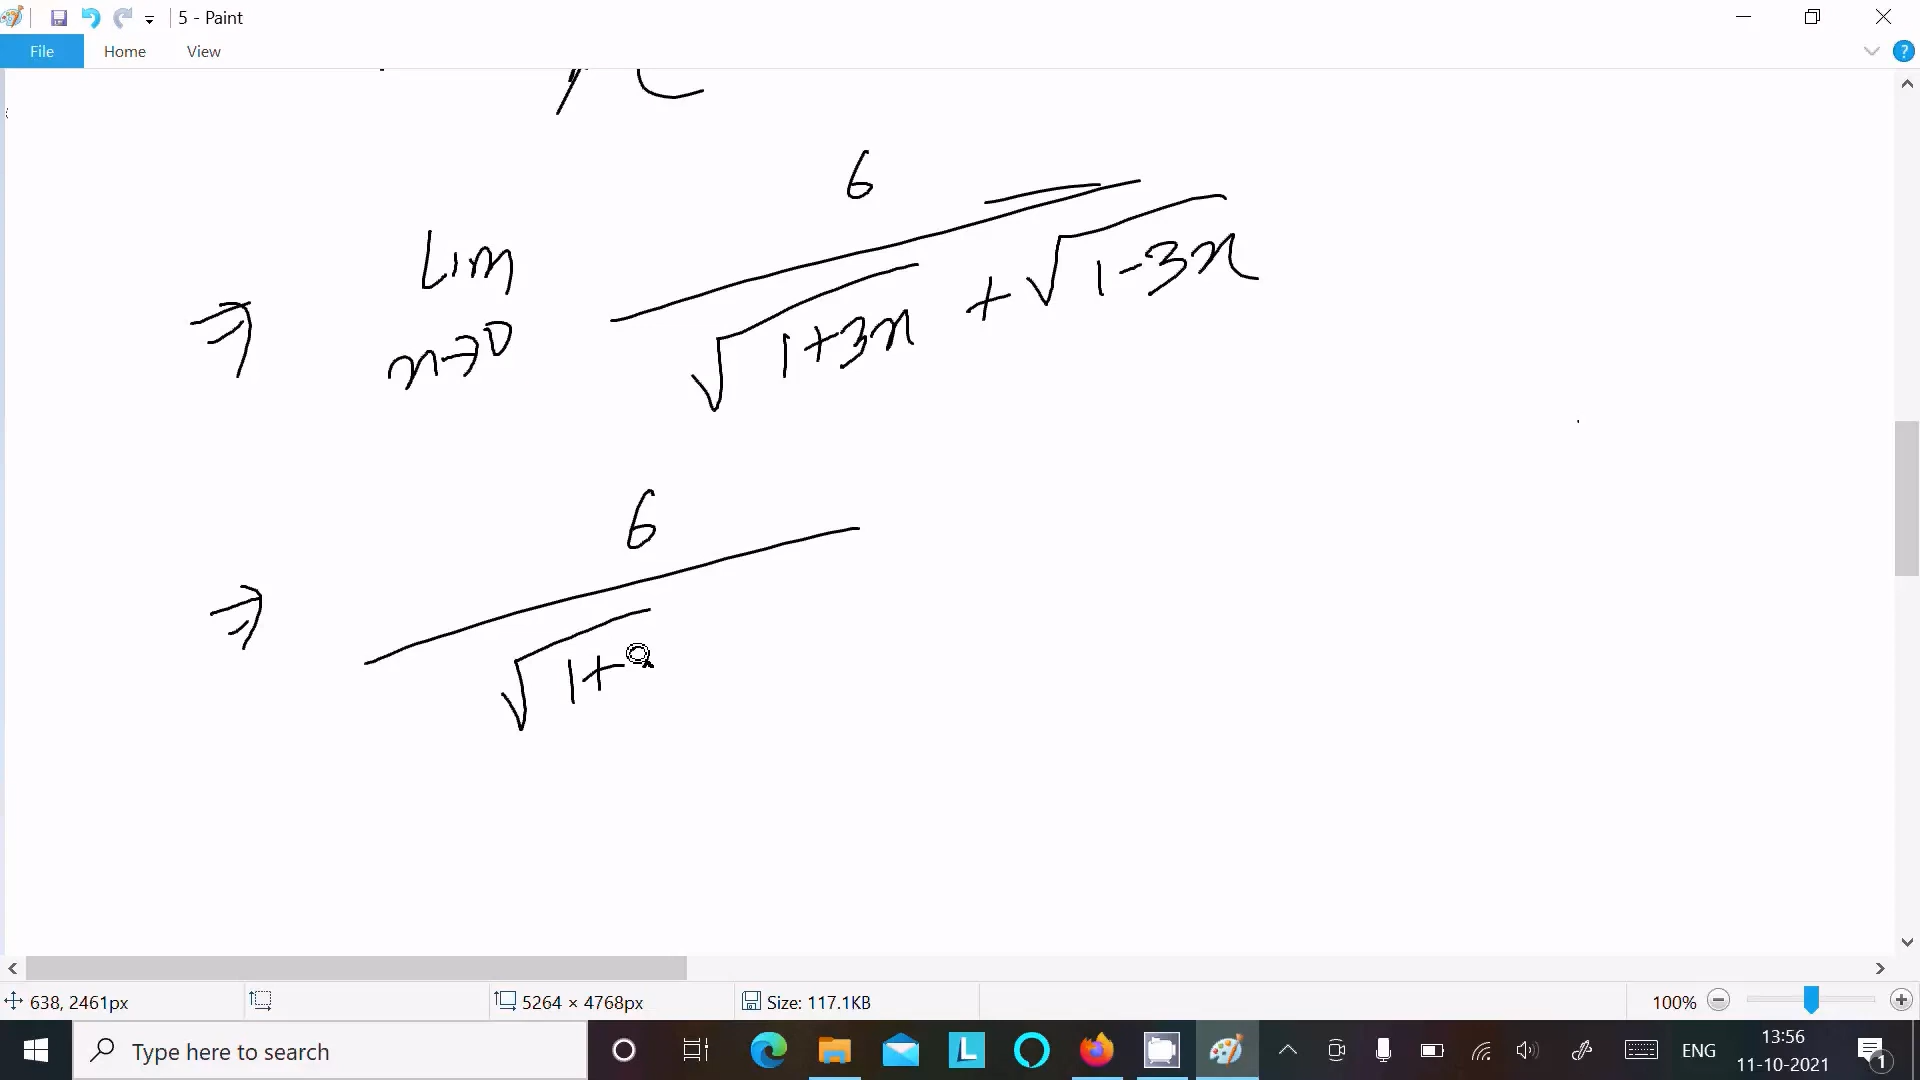 5 - Paint
File Home View
6
Lim
x→0
⇒ √1+3x + √1-3x
6
⇒ √1+
638, 2461px 5264 × 4768px Size: 117.1KB 100%
Type here to search ENG 13:56
11-10-2021 1